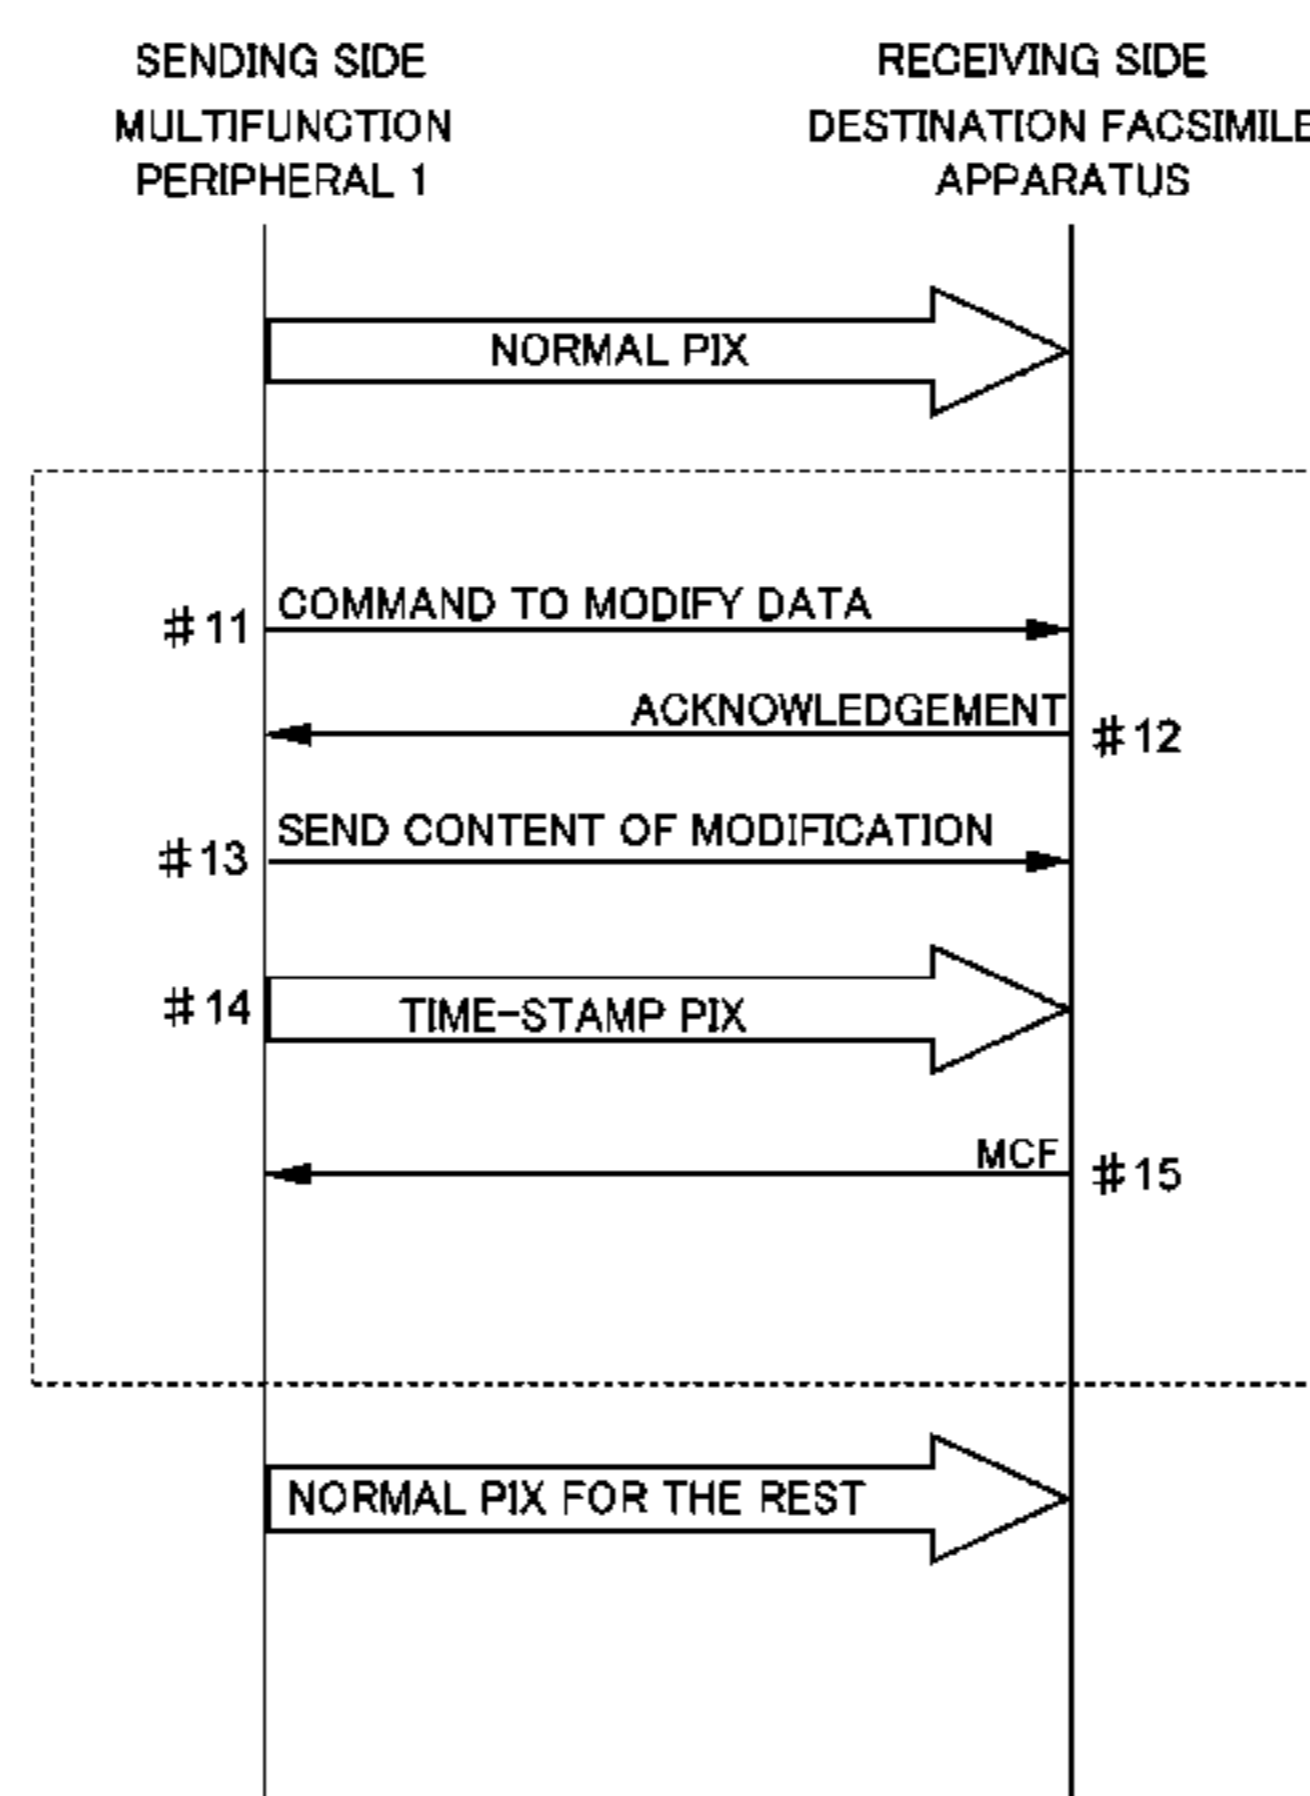 SENDING SIDE
MULTIFUNCTION
PERIPHERAL 1
RECEIVING SIDE
DESTINATION FACSIMILE
APPARATUS
NORMAL PIX
#11 COMMAND TO MODIFY DATA
ACKNOWLEDGEMENT #12
#13 SEND CONTENT OF MODIFICATION
#14 TIME-STAMP PIX
MCF #15
NORMAL PIX FOR THE REST